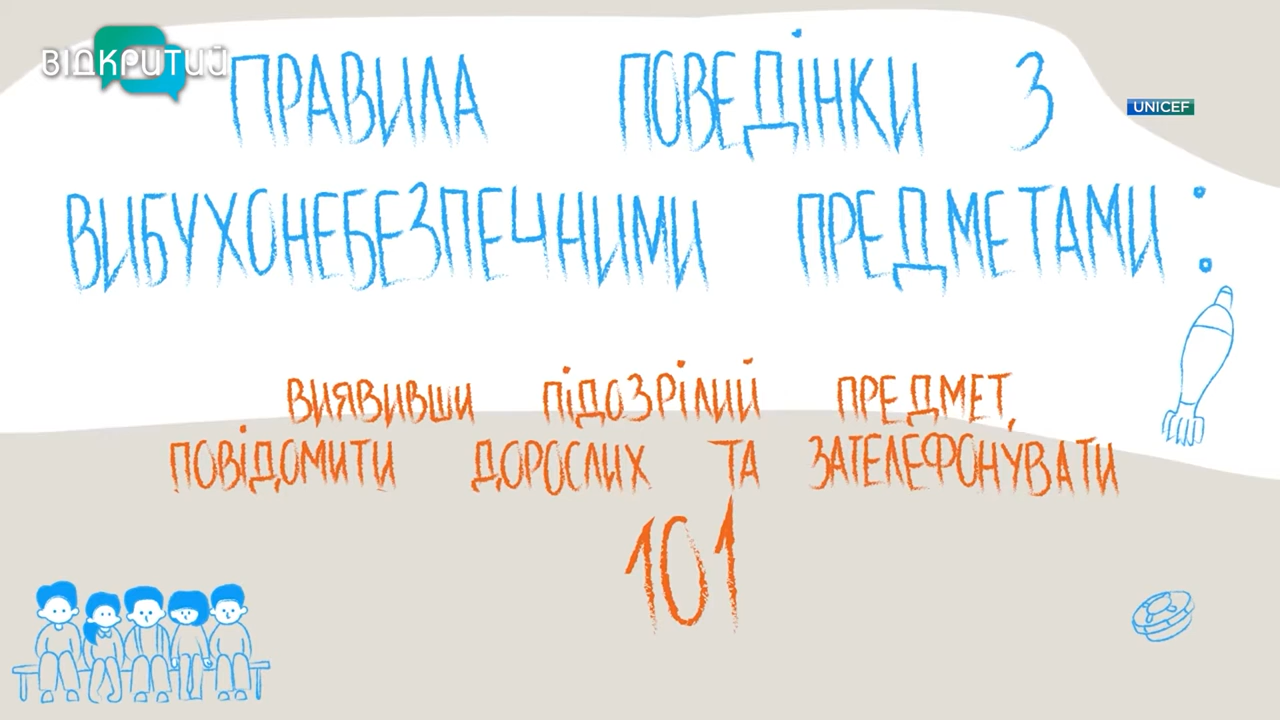 ВІДКРИТИЙ
UNICEF
ПРАВИЛА ПОВЕДІНКИ З
ВИБУХОНЕБЕЗПЕЧНИМИ ПРЕДМЕТАМИ:
ВИЯВИВШИ ПІДОЗРІЛИЙ ПРЕДМЕТ,
ПОВІДОМИТИ ДОРОСЛИХ ТА ЗАТЕЛЕФОНУВАТИ
101